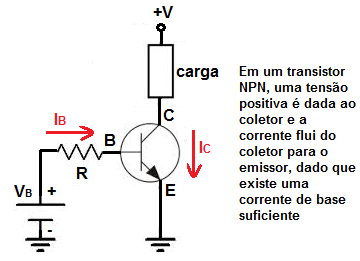 +V
carga
C
IB
B
IC
R
E
VB
+
-
Em um transistor
NPN, uma tensão
positiva é dada ao
coletor e a
corrente flui do
coletor para o
emissor, dado que
existe uma
corrente de base
suficiente